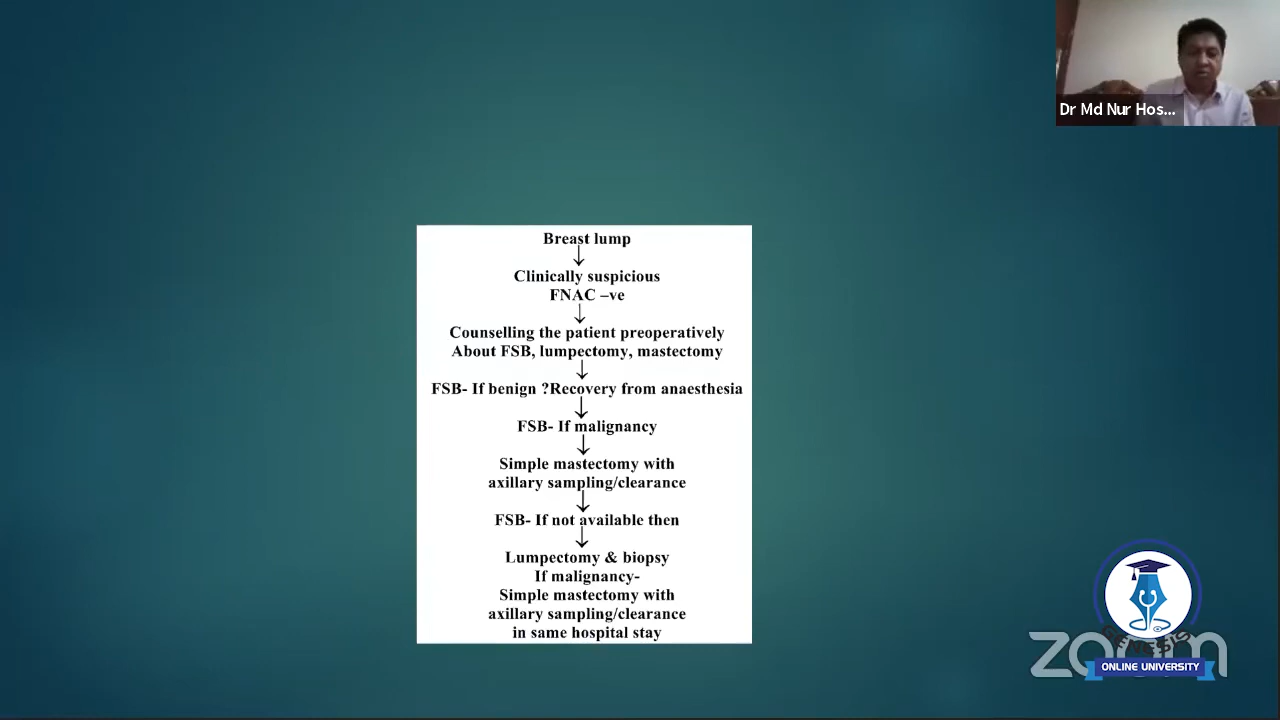 Dr Md Nur Hos...
Breast lump
Clinically suspicious
FNAC –ve
Counselling the patient preoperatively
About FSB, lumpectomy, mastectomy
FSB- If benign ?Recovery from anaesthesia
FSB- If malignancy
Simple mastectomy with
axillary sampling/clearance
FSB- If not available then
Lumpectomy & biopsy
If malignancy-
Simple mastectomy with
axillary sampling/clearance
in same hospital stay
zoom
GENESIS
ONLINE UNIVERSITY